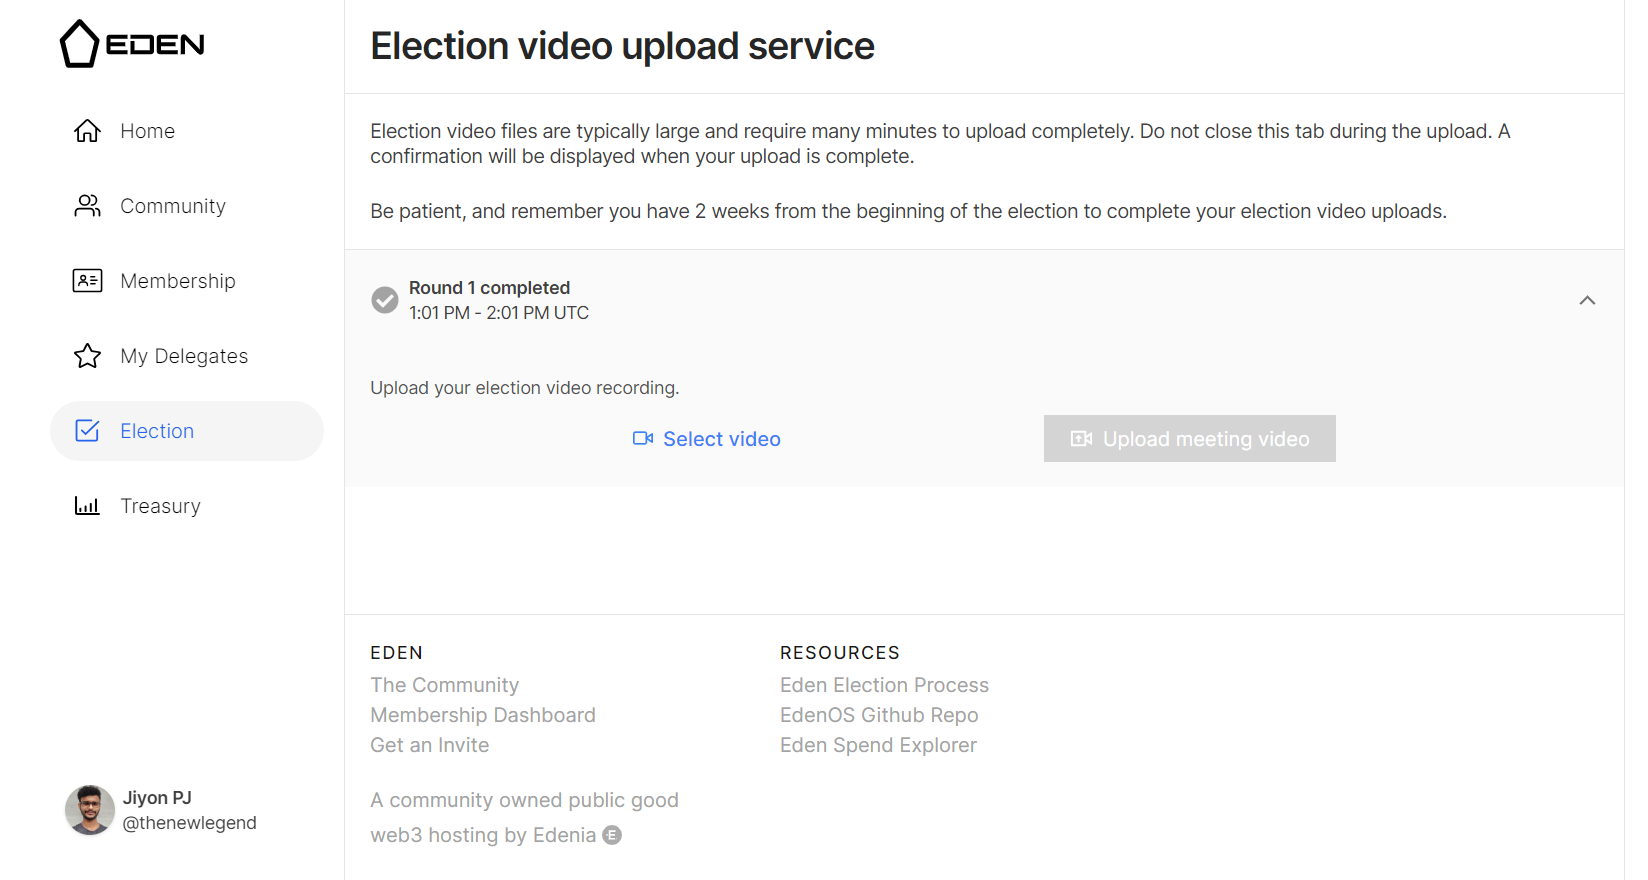 EDEN
Home
Community
Membership
My Delegates
Election
Treasury
Jiyon PJ
@thenewlegend
Election video upload service
Election video files are typically large and require many minutes to upload completely. Do not close this tab during the upload. A
confirmation will be displayed when your upload is complete.
Be patient, and remember you have 2 weeks from the beginning of the election to complete your election video uploads.
Round 1 completed
1:01 PM - 2:01 PM UTC
Upload your election video recording.
Select video
Upload meeting video
EDEN
The Community
Membership Dashboard
Get an Invite
RESOURCES
Eden Election Process
EdenOS Github Repo
Eden Spend Explorer
A community owned public good
web3 hosting by Edenia E